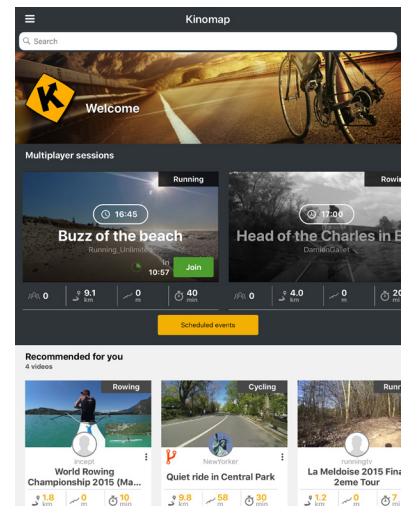 Kinomap
Search
Welcome
Multiplayer sessions
Running
16:45
Buzz of the beach
Running_Unlimited
in
10:57
Join
0
9.1
km
0
m
40
min
17:00
Head of the Charles in B
DamienGallet
0
4.0
km
0
m
20
min
Scheduled events
Recommended for you
4 videos
Rowing
incept
World Rowing
Championship 2015 (Ma...
1.8
km
0
m
10
min
Cycling
NewYorker
Quiet ride in Central Park
9.8
km
58
m
30
min
runningtv
La Meldoise 2015 Fina
2eme Tour
1.2
km
0
m
7
min